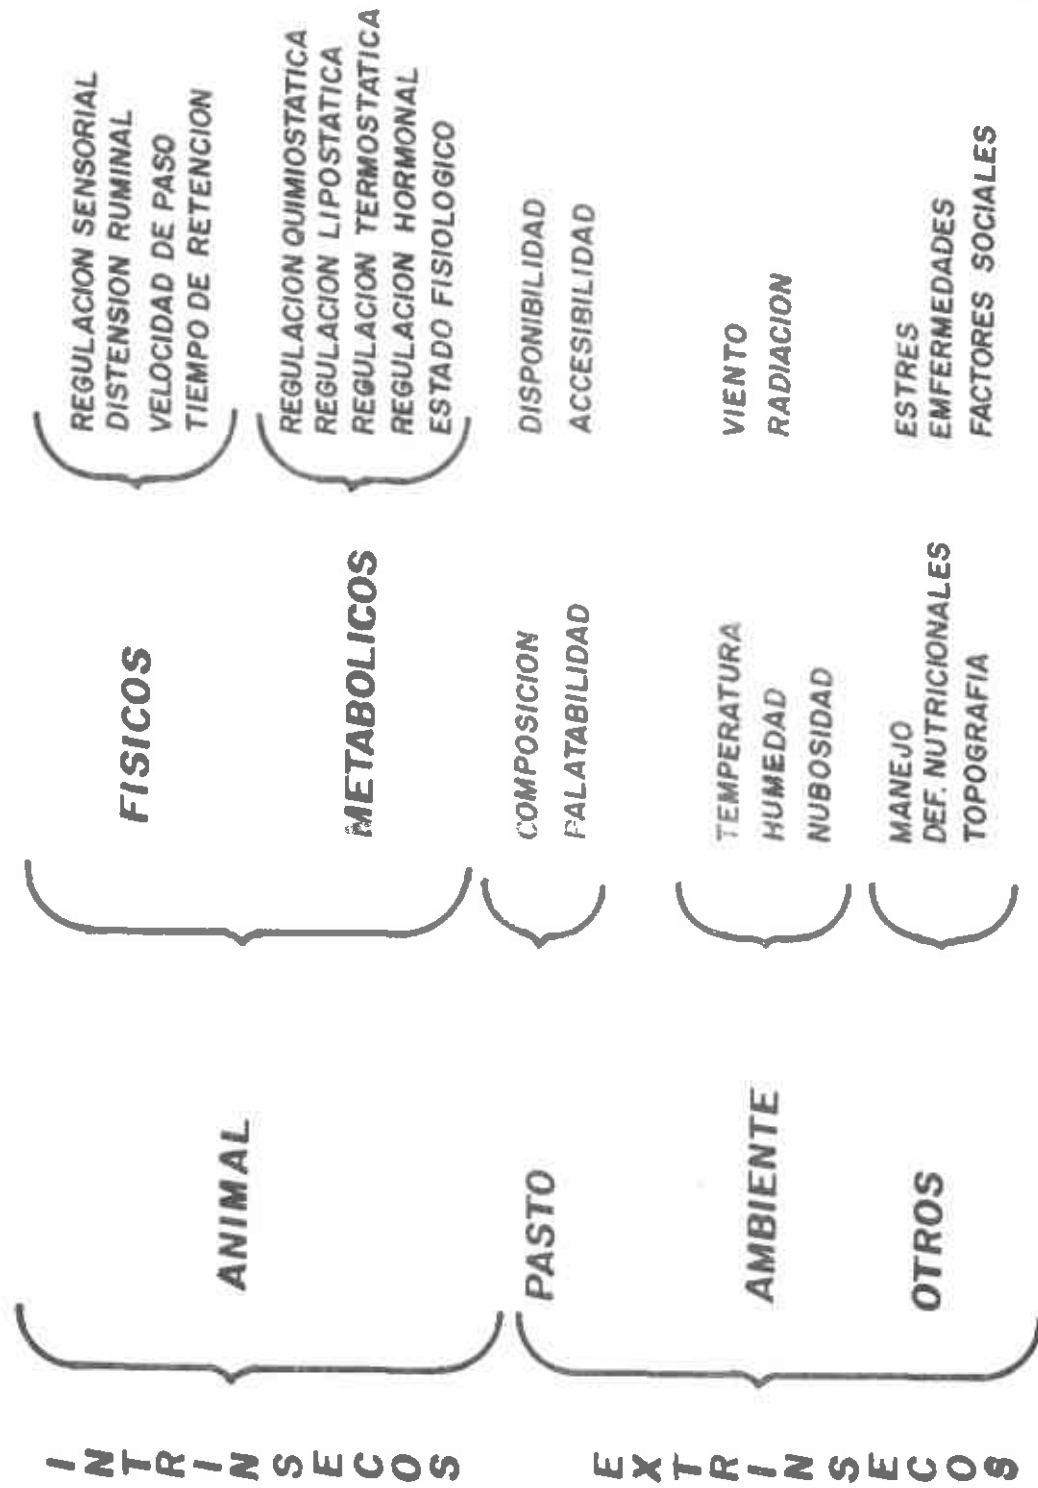 INTRINSECOS
ANIMAL
FISICOS
REGULACION SENSORIAL
DISTENSION RUMINAL
VELOCIDAD DE PASO
TIEMPO DE RETENCION
METABOLICOS
REGULACION QUIMIOSTATICA
REGULACION LIPOSTATICA
REGULACION TERMOSTATICA
REGULACION HORMONAL
ESTADO FISIOLOGICO
EXTRINSECOS
PASTO
COMPOSICION
PALATABILIDAD
DISPONIBILIDAD
ACCESIBILIDAD
AMBIENTE
TEMPERATURA
HUMEDAD
NUBOSIDAD
VIENTO
RADIACION
OTROS
MANEJO
DEF. NUTRICIONALES
TOPOGRAFIA
ESTRES
EMFERMEDADES
FACTORES SOCIALES